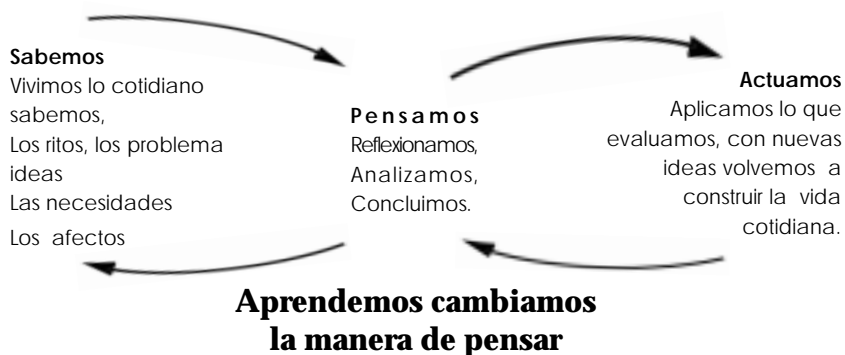 Sabemos
Vivimos lo cotidiano
sabemos,
Los ritos, los problema
ideas
Las necesidades
Los afectos
Pensamos
Reflexionamos,
Analizamos,
Concluimos.
Actuamos
Aplicamos lo que
evaluamos, con nuevas
ideas volvemos a
construir la vida
cotidiana.
Aprendemos cambiamos
la manera de pensar